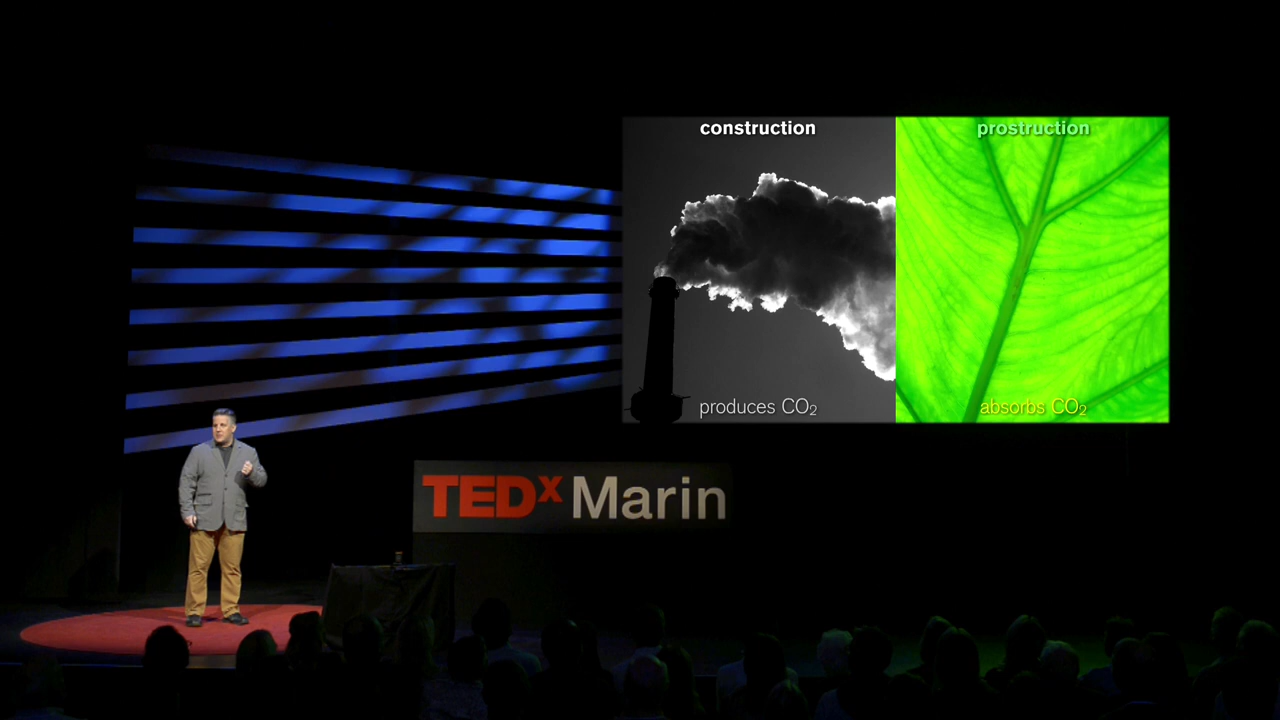 construction
prostruction
produces CO₂
absorbs CO₂
TEDx Marin